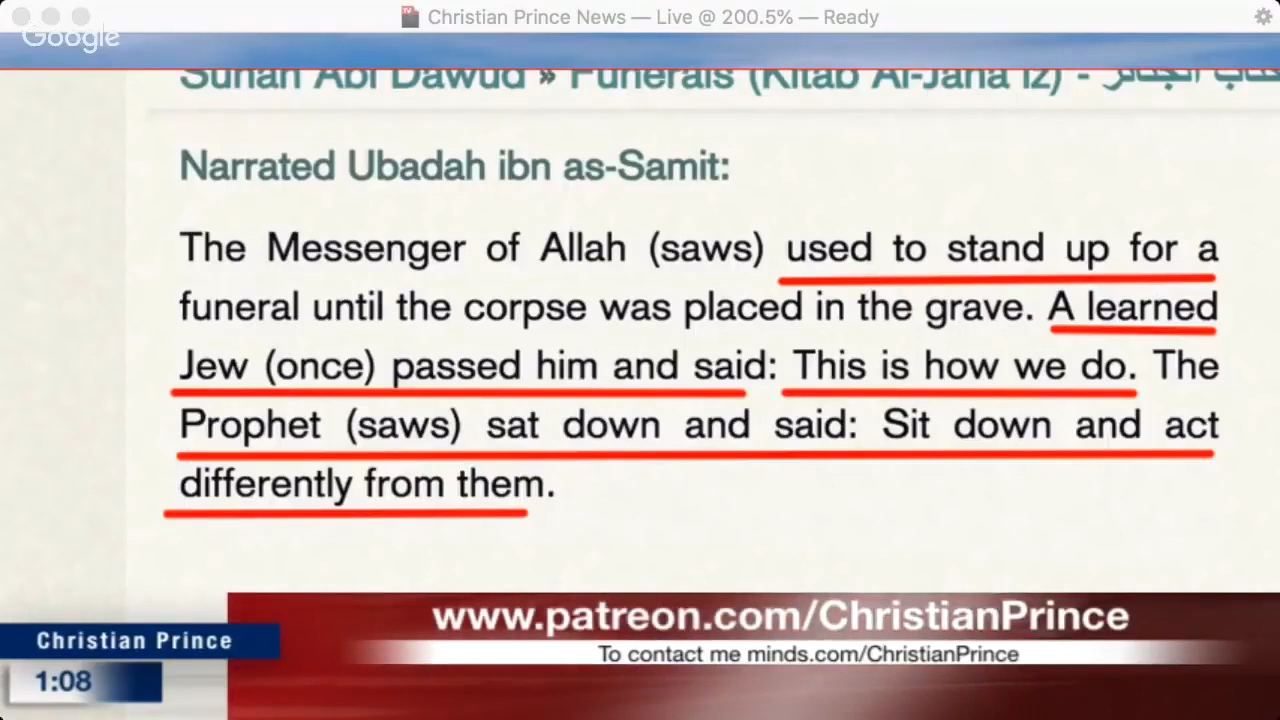 Christian Prince News — Live @ 200.5% — Ready
Google
Sunan Abi Dawud » Funerals (Kitab Al-Jana'iz) - كتاب الجنائز
Narrated Ubadah ibn as-Samit:
The Messenger of Allah (saws) used to stand up for a
funeral until the corpse was placed in the grave. A learned
Jew (once) passed him and said: This is how we do. The
Prophet (saws) sat down and said: Sit down and act
differently from them.
www.patreon.com/ChristianPrince
Christian Prince
To contact me minds.com/ChristianPrince
1:08